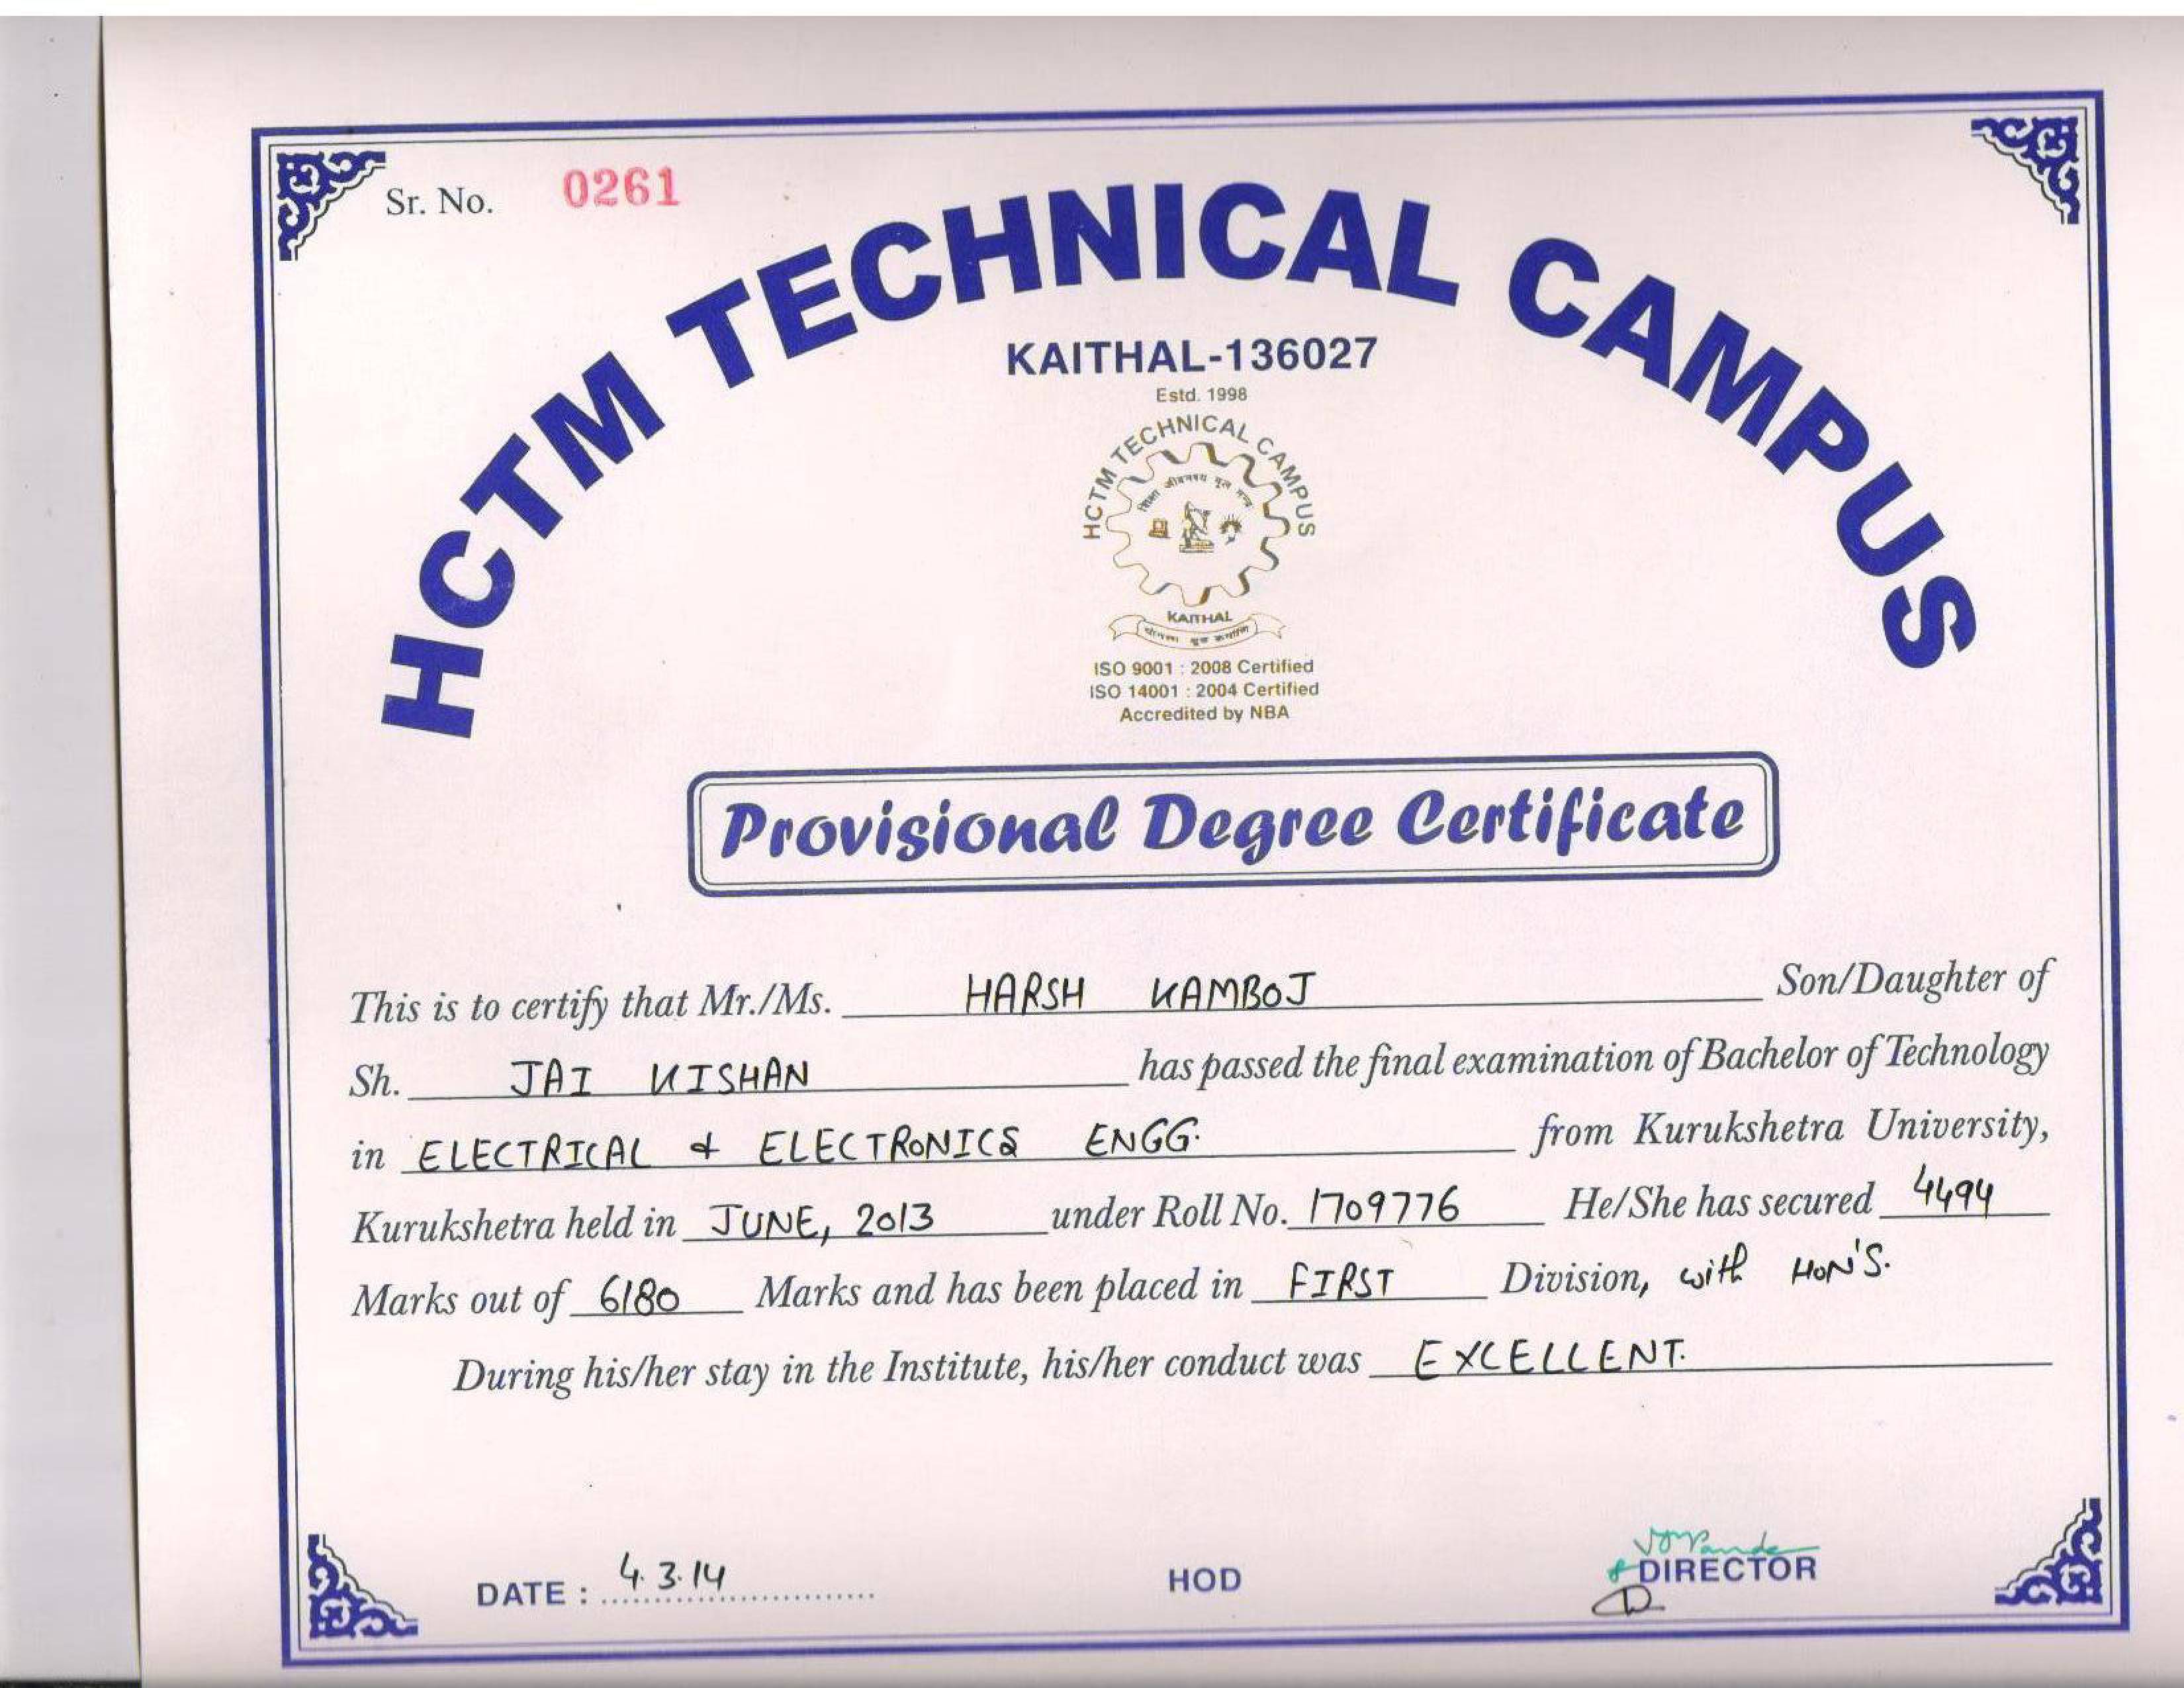 Sr. No. 0261
HCTM TECHNICAL CAMPUS
KAITHAL-136027
Estd. 1998
HCTM TECHNICAL CAMPUS
KAITHAL
ISO 9001 : 2008 Certified
ISO 14001 : 2004 Certified
Accredited by NBA
Provisional Degree Certificate
This is to certify that Mr./Ms. HARSH KAMBOJ Son/Daughter of
Sh. JAI KISHAN has passed the final examination of Bachelor of Technology
in ELECTRICAL & ELECTRONICS ENGG. from Kurukshetra University,
Kurukshetra held in JUNE, 2013 under Roll No. 1709776 He/She has secured 4494
Marks out of 6180 Marks and has been placed in FIRST Division, with HON'S.
During his/her stay in the Institute, his/her conduct was EXCELLENT.
DATE : 4.3.14 HOD DIRECTOR